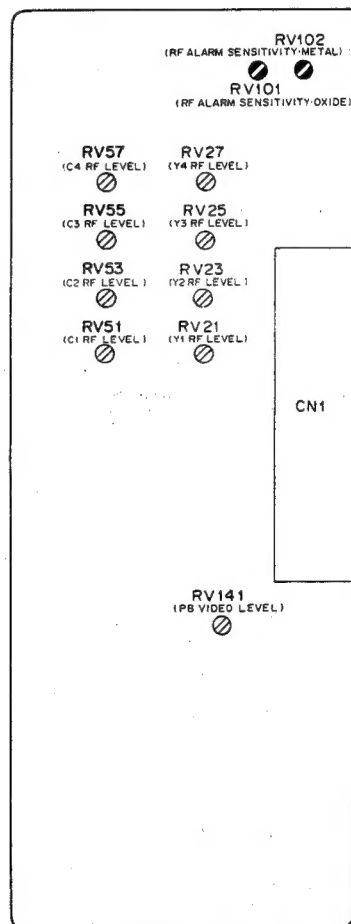 RV102
(RF ALARM SENSITIVITY·METAL)
RV101
(RF ALARM SENSITIVITY·OXIDE)
RV57 RV27
(C4 RF LEVEL) (Y4 RF LEVEL)
RV55 RV25
(C3 RF LEVEL) (Y3 RF LEVEL)
RV53 RV23
(C2 RF LEVEL) (Y2 RF LEVEL)
RV51 RV21
(C1 RF LEVEL) (Y1 RF LEVEL)
CN1
RV141
(PB VIDEO LEVEL)